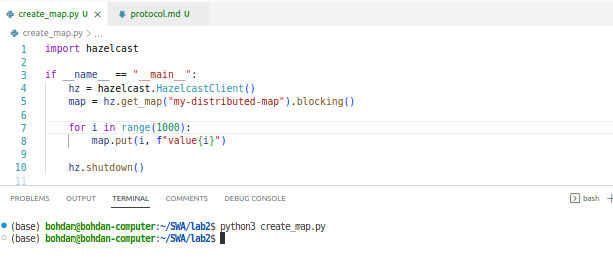 create_map.py U ×
protocol.md U
create_map.py > ...
1 import hazelcast
2
3 if __name__ == "__main__":
4 hz = hazelcast.HazelcastClient()
5 map = hz.get_map("my-distributed-map").blocking()
6
7 for i in range(1000):
8 map.put(i, f"value{i}")
9
10 hz.shutdown()
11
PROBLEMS OUTPUT TERMINAL COMMENTS DEBUG CONSOLE bash +
(base) bohdan@bohdan-computer:~/SWA/lab2$ python3 create_map.py
(base) bohdan@bohdan-computer:~/SWA/lab2$